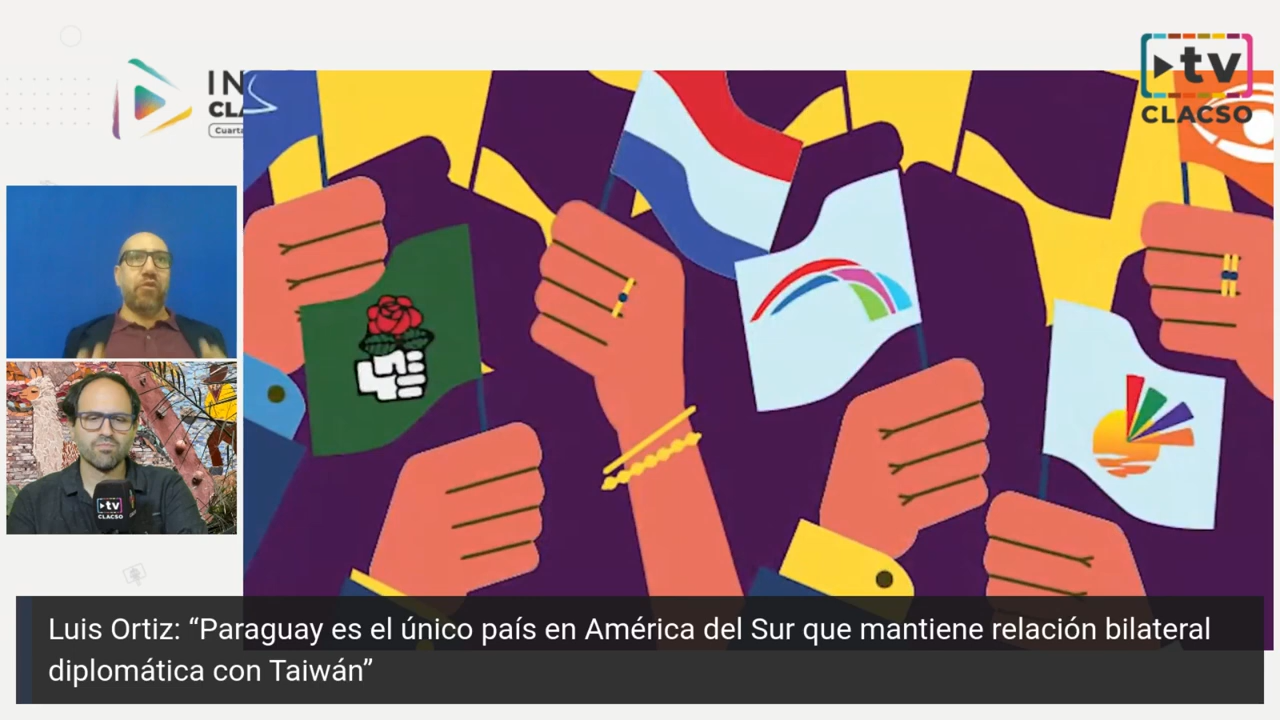 IN
CLA
Cuarta
tv
CLACSO
tv
CLACSO
Luis Ortiz: “Paraguay es el único país en América del Sur que mantiene relación bilateral
diplomática con Taiwán”